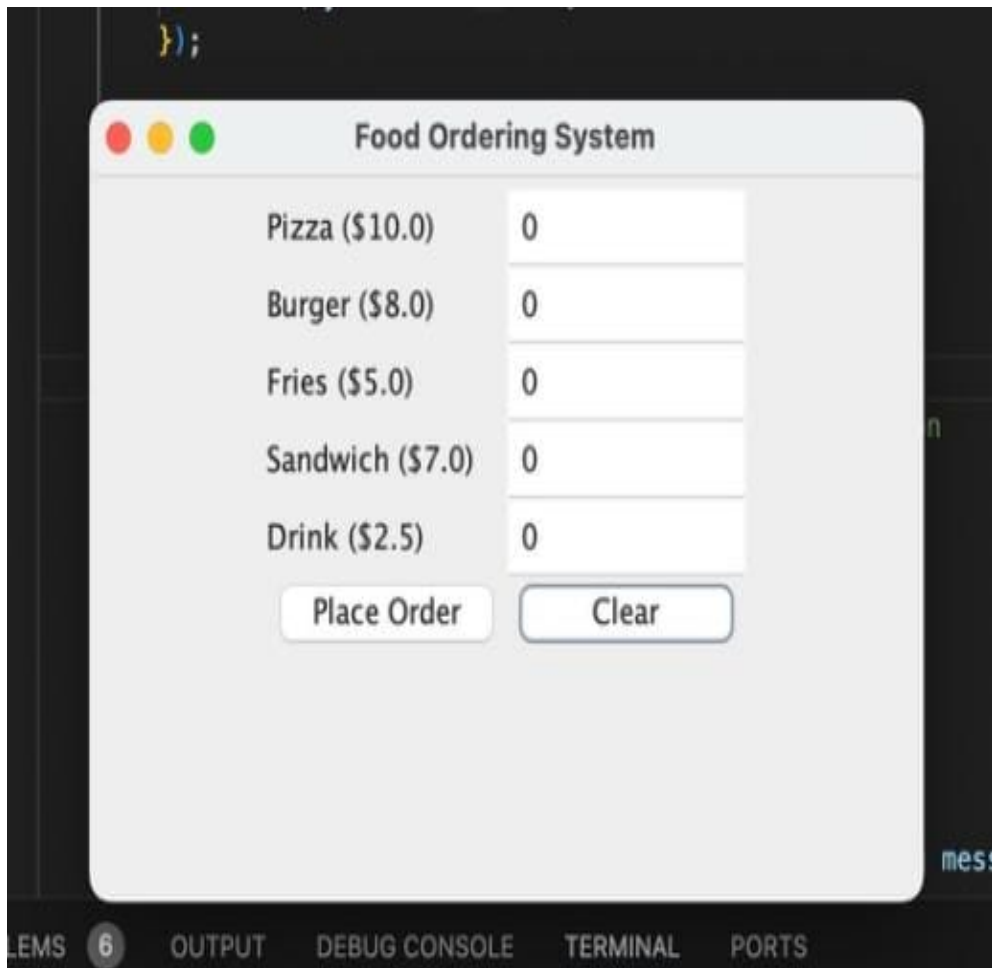 });
Food Ordering System
Pizza ($10.0) 0
Burger ($8.0) 0
Fries ($5.0) 0
n
Sandwich ($7.0) 0
Drink ($2.5) 0
Place Order Clear
mess
LEMS 6 OUTPUT DEBUG CONSOLE TERMINAL PORTS